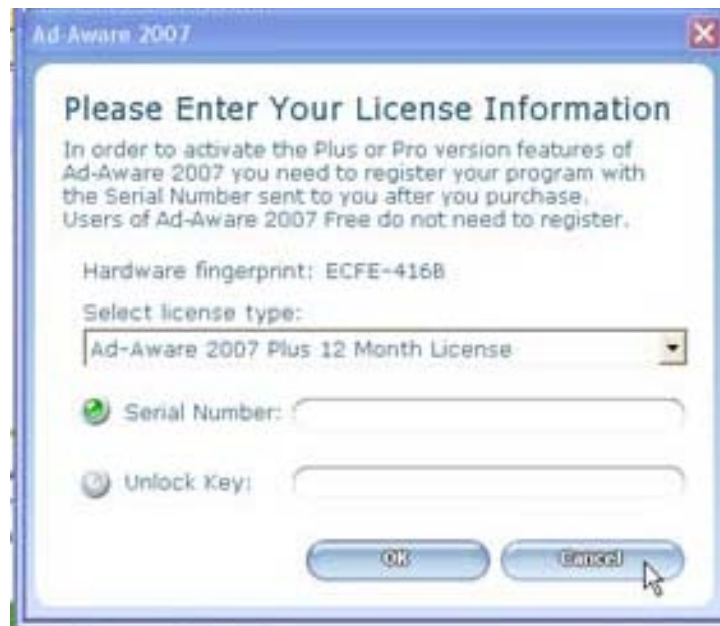 Ad-Aware 2007
Please Enter Your License Information
In order to activate the Plus or Pro version features of
Ad-Aware 2007 you need to register your program with
the Serial Number sent to you after you purchase.
Users of Ad-Aware 2007 Free do not need to register.
Hardware fingerprint: ECFE-416B
Select license type:
Ad-Aware 2007 Plus 12 Month License
Serial Number:
Unlock Key:
OK
Cancel